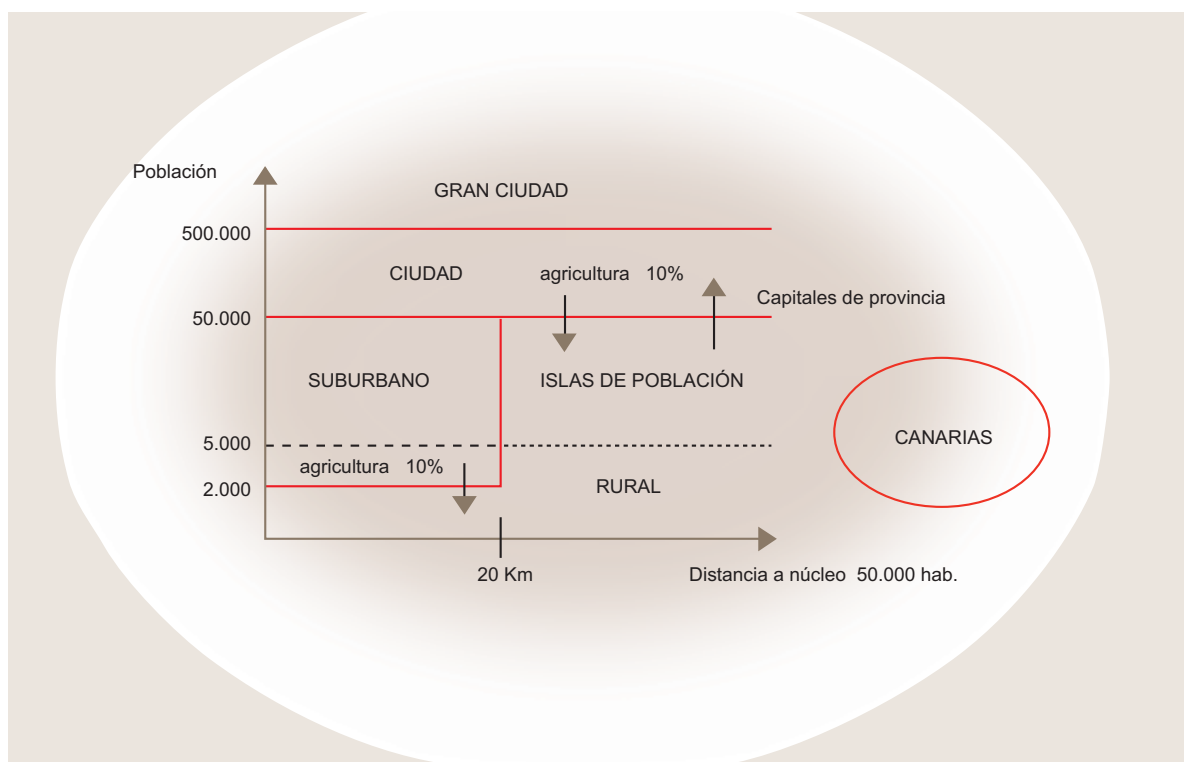 Población
GRAN CIUDAD
500.000
CIUDAD
agricultura 10%
Capitales de provincia
50.000
SUBURBANO
ISLAS DE POBLACIÓN
CANARIAS
5.000
agricultura 10%
2.000
RURAL
20 Km
Distancia a núcleo 50.000 hab.